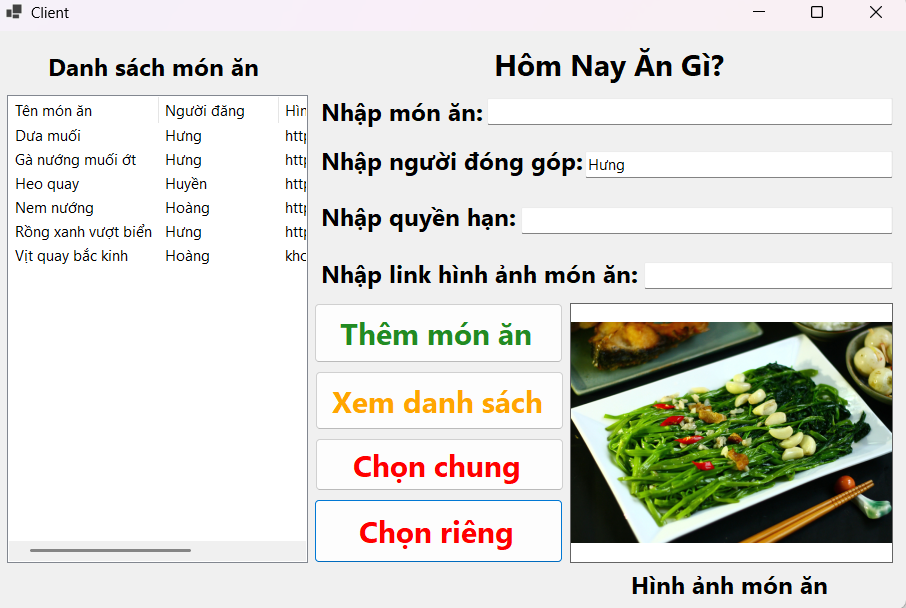 Client
Danh sách món ăn
Tên món ăn Người đăng Hìn
Dưa muối Hưng http
Gà nướng muối ớt Hưng http
Heo quay Huyền http
Nem nướng Hoàng http
Rồng xanh vượt biển Hưng http
Vịt quay bắc kinh Hoàng khc
Hôm Nay Ăn Gì?
Nhập món ăn:
Nhập người đóng góp: Hưng
Nhập quyền hạn:
Nhập link hình ảnh món ăn:
Thêm món ăn
Xem danh sách
Chọn chung
Chọn riêng
Hình ảnh món ăn